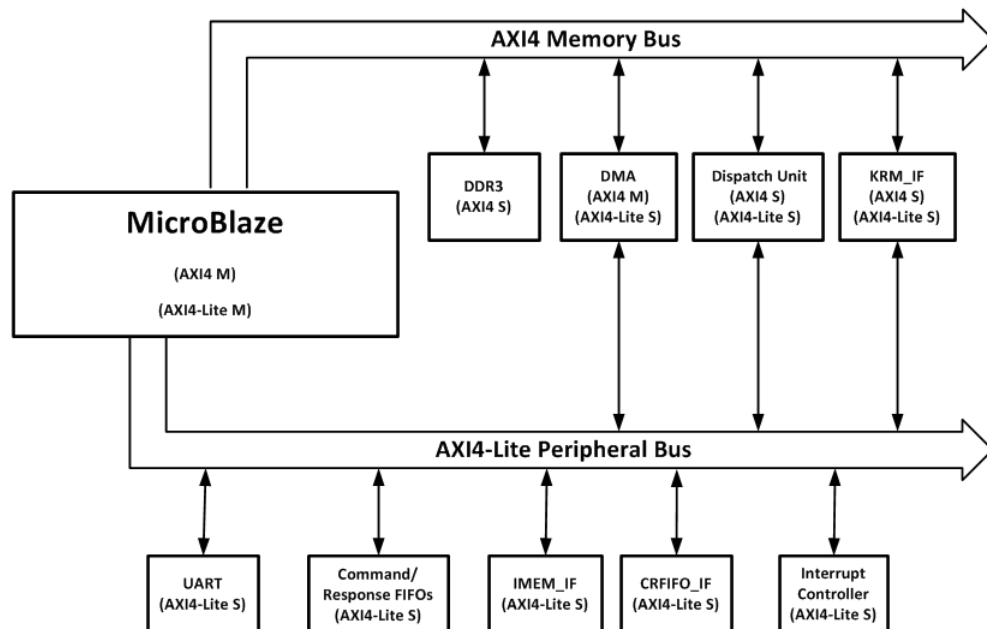 AXI4 Memory Bus
DDR3
(AXI4 S)
DMA
(AXI4 M)
(AXI4-Lite S)
Dispatch Unit
(AXI4 S)
(AXI4-Lite S)
KRM_IF
(AXI4 S)
(AXI4-Lite S)
MicroBlaze
(AXI4 M)
(AXI4-Lite M)
AXI4-Lite Peripheral Bus
UART
(AXI4-Lite S)
Command/
Response FIFOs
(AXI4-Lite S)
IMEM_IF
(AXI4-Lite S)
CRFIFO_IF
(AXI4-Lite S)
Interrupt
Controller
(AXI4-Lite S)